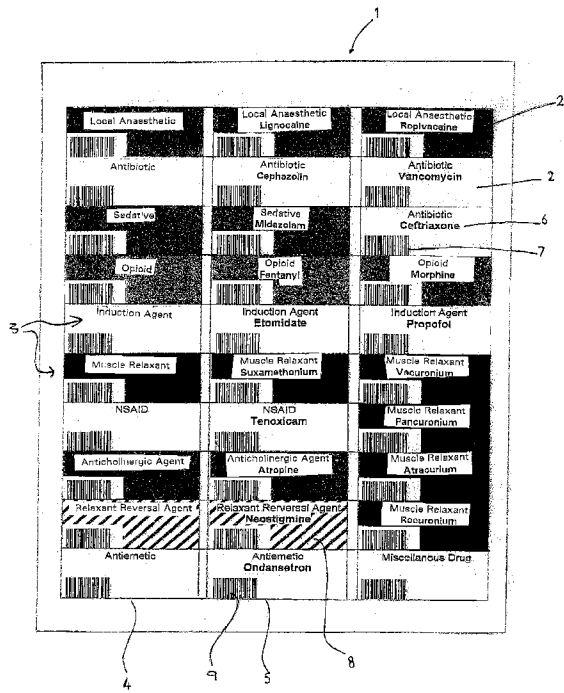 1
Local Anaesthetic
Local Anaesthetic
Lignocaine
Local Anaesthetic
Ropivacaine
2
Antibiotic
Antibiotic
Cephazolin
Antibiotic
Vancomycin
2
Sedative
Sedative
Midazolam
Antibiotic
Ceftriaxone
6
7
Opioid
Opioid
Fentanyl
Opioid
Morphine
3
Induction Agent
Induction Agent
Etomidate
Induction Agent
Propofol
Muscle Relaxant
Muscle Relaxant
Suxamethonium
Muscle Relaxant
Vecuronium
NSAID
NSAID
Tenoxicam
Muscle Relaxant
Pancuronium
Anticholinergic Agent
Anticholinergic Agent
Atropine
Muscle Relaxant
Atracurium
Relaxant Reversal Agent
Relaxant Rerversal Agent
Neostigmine
Muscle Relaxant
Rocuronium
Antiemetic
Antiemetic
Ondansetron
Miscellanous Drug
4
9
5
8